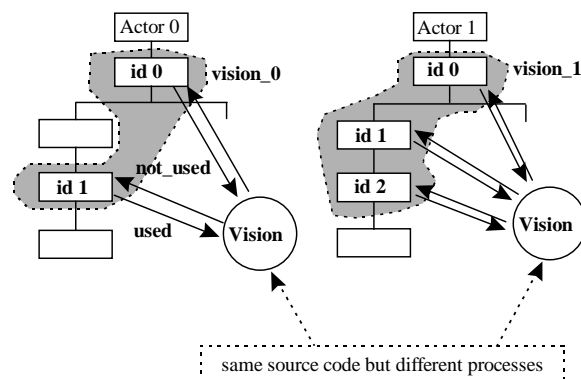 Actor 0
id 0
vision_0
not_used
id 1
used
Vision
Actor 1
id 0
vision_1
id 1
id 2
Vision
same source code but different processes